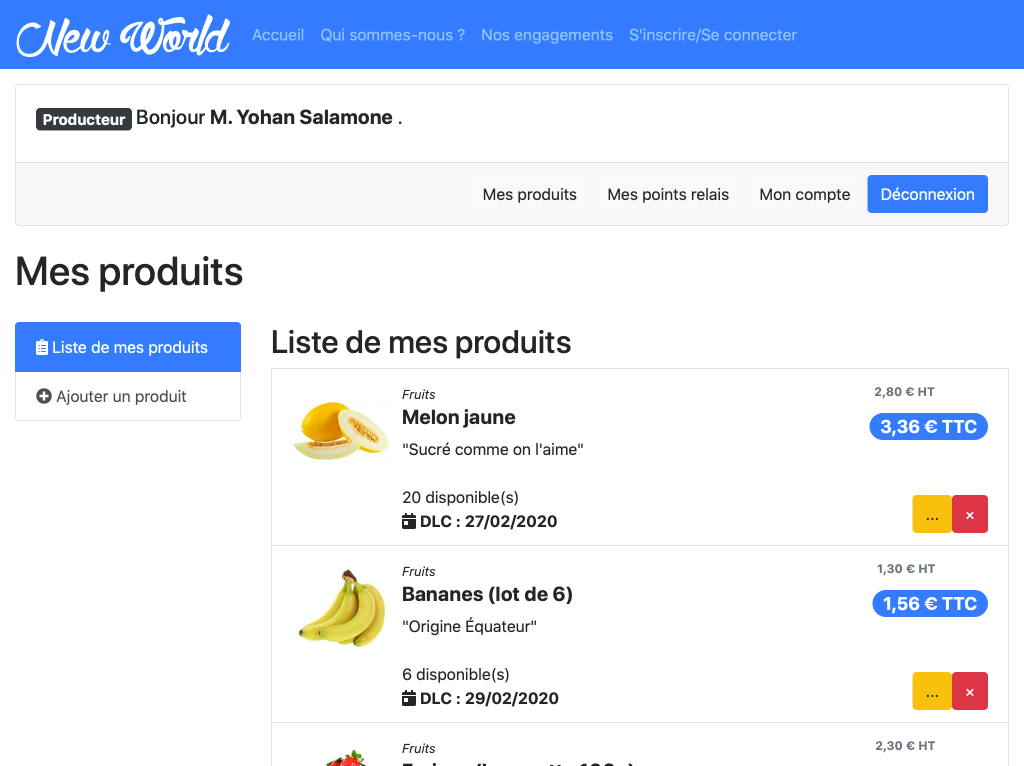 New World
Accueil
Qui sommes-nous ?
Nos engagements
S'inscrire/Se connecter
Producteur Bonjour M. Yohan Salamone .
Mes produits
Mes points relais
Mon compte
Déconnexion
Mes produits
Liste de mes produits
Ajouter un produit
Liste de mes produits
Fruits
2,80 € HT
Melon jaune
3,36 € TTC
"Sucré comme on l'aime"
20 disponible(s)
DLC : 27/02/2020
...
×
Fruits
1,30 € HT
Bananes (lot de 6)
1,56 € TTC
"Origine Équateur"
6 disponible(s)
DLC : 29/02/2020
...
×
Fruits
2,30 € HT